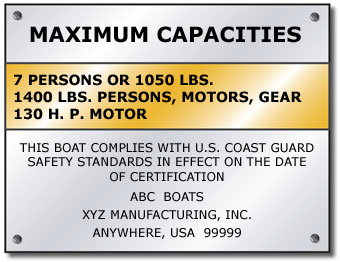 MAXIMUM CAPACITIES
7 PERSONS OR 1050 LBS.
1400 LBS. PERSONS, MOTORS, GEAR
130 H. P. MOTOR
THIS BOAT COMPLIES WITH U.S. COAST GUARD
SAFETY STANDARDS IN EFFECT ON THE DATE
OF CERTIFICATION
ABC BOATS
XYZ MANUFACTURING, INC.
ANYWHERE, USA 99999